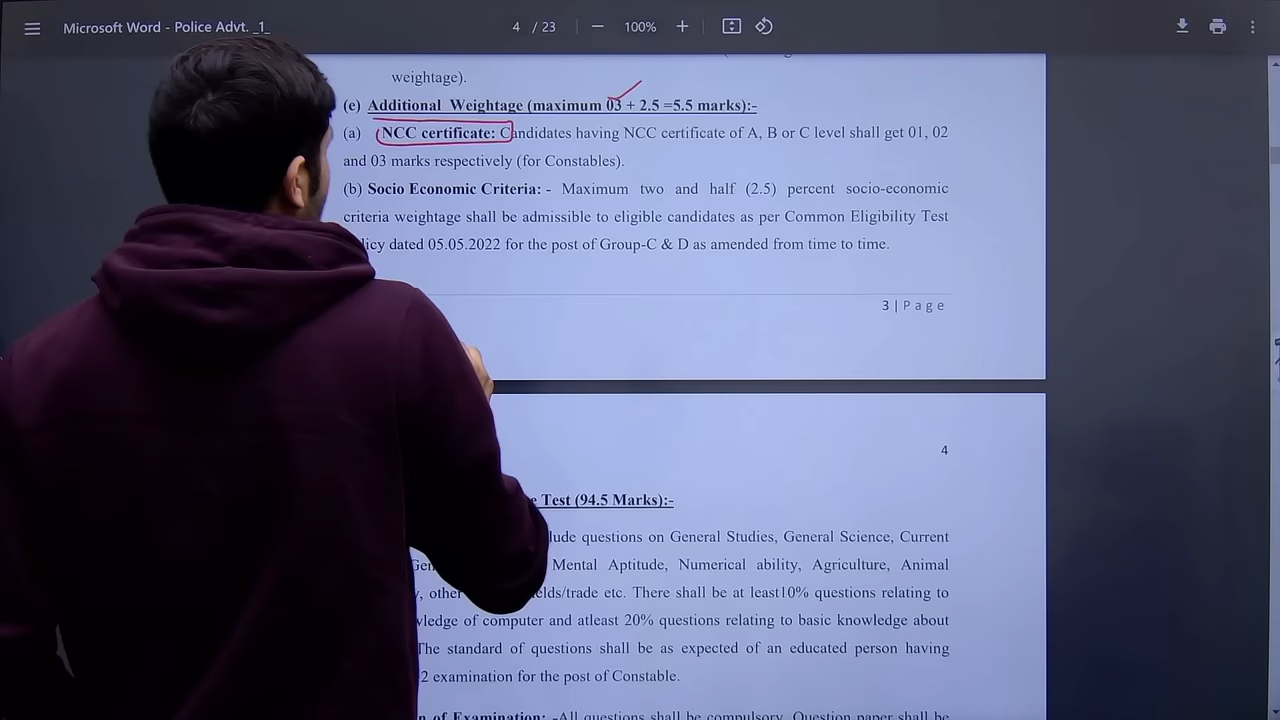 Microsoft Word - Police Advt. _1_
4 / 23
100%
weightage).
(e) Additional Weightage (maximum 03 + 2.5 =5.5 marks):-
(a) NCC certificate: Candidates having NCC certificate of A, B or C level shall get 01, 02
and 03 marks respectively (for Constables).
(b) Socio Economic Criteria: - Maximum two and half (2.5) percent socio-economic
criteria weightage shall be admissible to eligible candidates as per Common Eligibility Test
dated 05.05.2022 for the post of Group-C & D as amended from time to time.
3 | Page
4
Test (94.5 Marks):-
questions on General Studies, General Science, Current
Mental Aptitude, Numerical ability, Agriculture, Animal
other etc. There shall be at least10% questions relating to
of computer and atleast 20% questions relating to basic knowledge about
The standard of questions shall be as expected of an educated person having
2 examination for the post of Constable.
of Examination: -All questions shall be compulsory. Question paper shall be